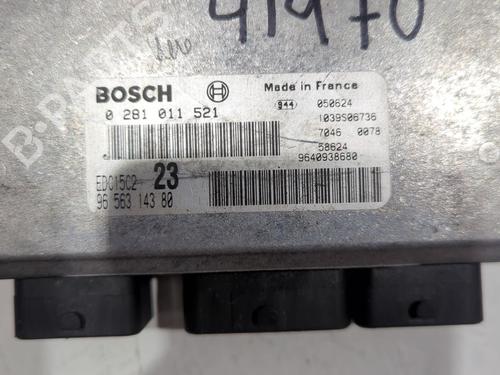 41970
BOSCH
Made in France
0 281 011 521
944 050624
1039S06736
7046 0078
58624
9640938680
EDC15C2 23
96 563 143 80